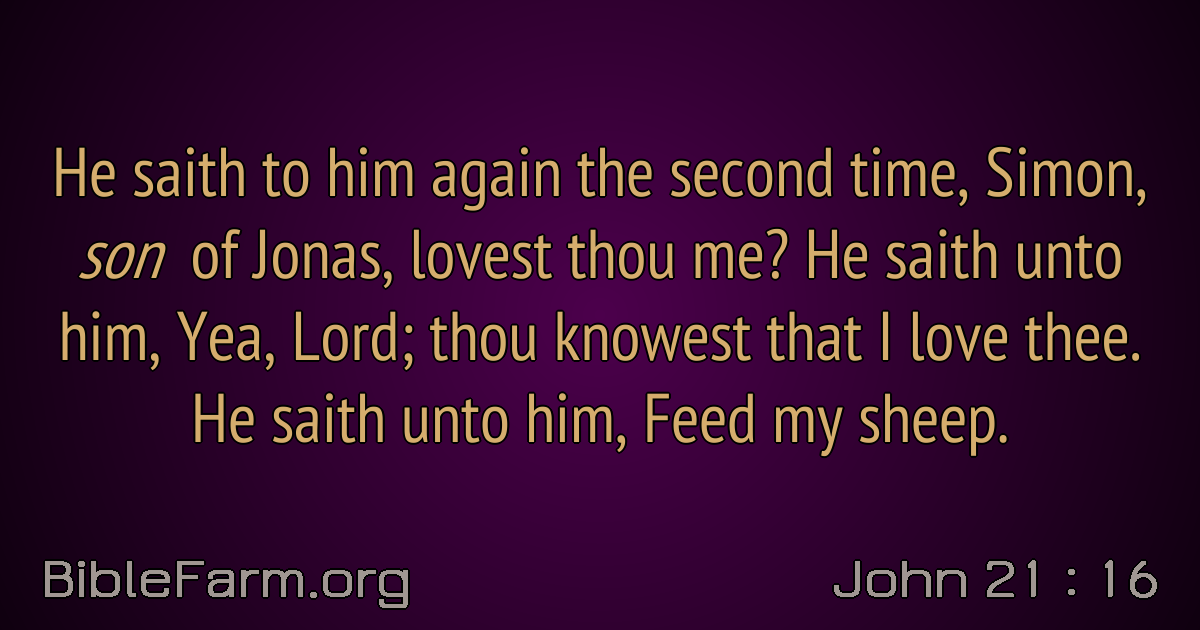 He saith to him again the second time, Simon,
son of Jonas, lovest thou me? He saith unto
him, Yea, Lord; thou knowest that I love thee.
He saith unto him, Feed my sheep.
BibleFarm.org
John 21 : 16